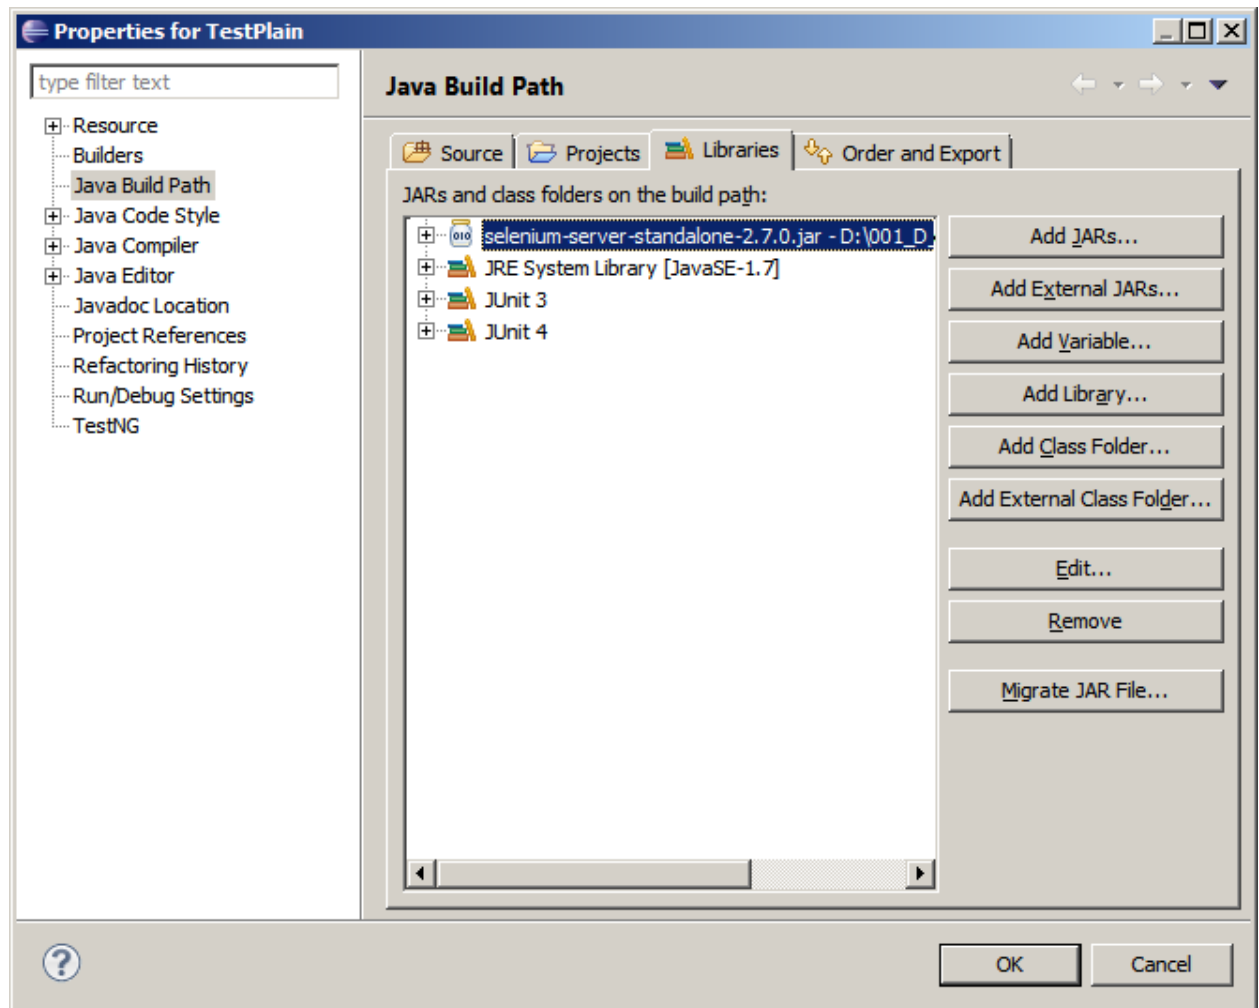 Properties for TestPlain
type filter text
Resource
Builders
Java Build Path
Java Code Style
Java Compiler
Java Editor
Javadoc Location
Project References
Refactoring History
Run/Debug Settings
TestNG
Java Build Path
Source Projects Libraries Order and Export
JARs and class folders on the build path:
selenium-server-standalone-2.7.0.jar - D:\001_D_
JRE System Library [JavaSE-1.7]
JUnit 3
JUnit 4
Add JARs...
Add External JARs...
Add Variable...
Add Library...
Add Class Folder...
Add External Class Folder...
Edit...
Remove
Migrate JAR File...
OK Cancel